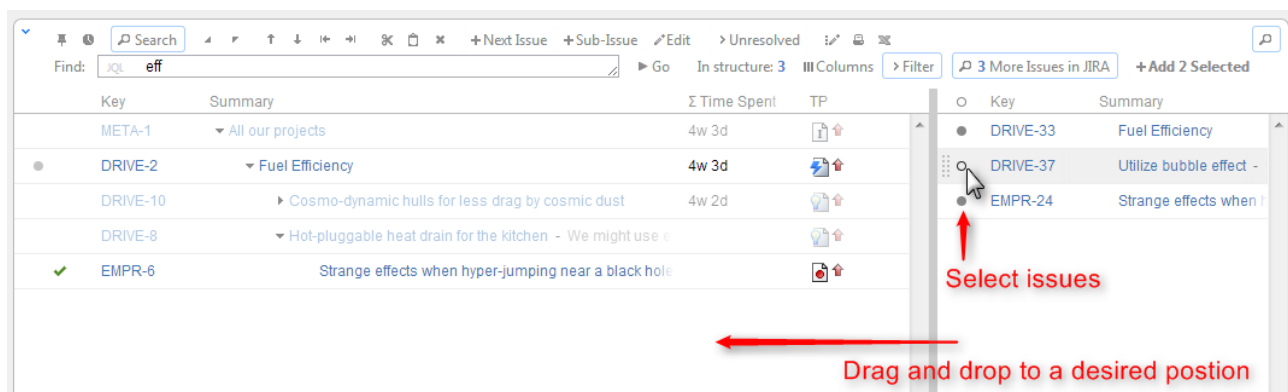 Search +Next Issue +Sub-Issue Edit Unresolved
Find: JQL eff Go In structure: 3 Columns Filter 3 More Issues in JIRA +Add 2 Selected
Key Summary Σ Time Spent TP Key Summary
META-1 All our projects 4w 3d DRIVE-33 Fuel Efficiency
DRIVE-2 Fuel Efficiency 4w 3d DRIVE-37 Utilize bubble effect -
DRIVE-10 Cosmo-dynamic hulls for less drag by cosmic dust 4w 2d EMPR-24 Strange effects when h
DRIVE-8 Hot-pluggable heat drain for the kitchen - We might use e
EMPR-6 Strange effects when hyper-jumping near a black hole
Select issues
Drag and drop to a desired postion